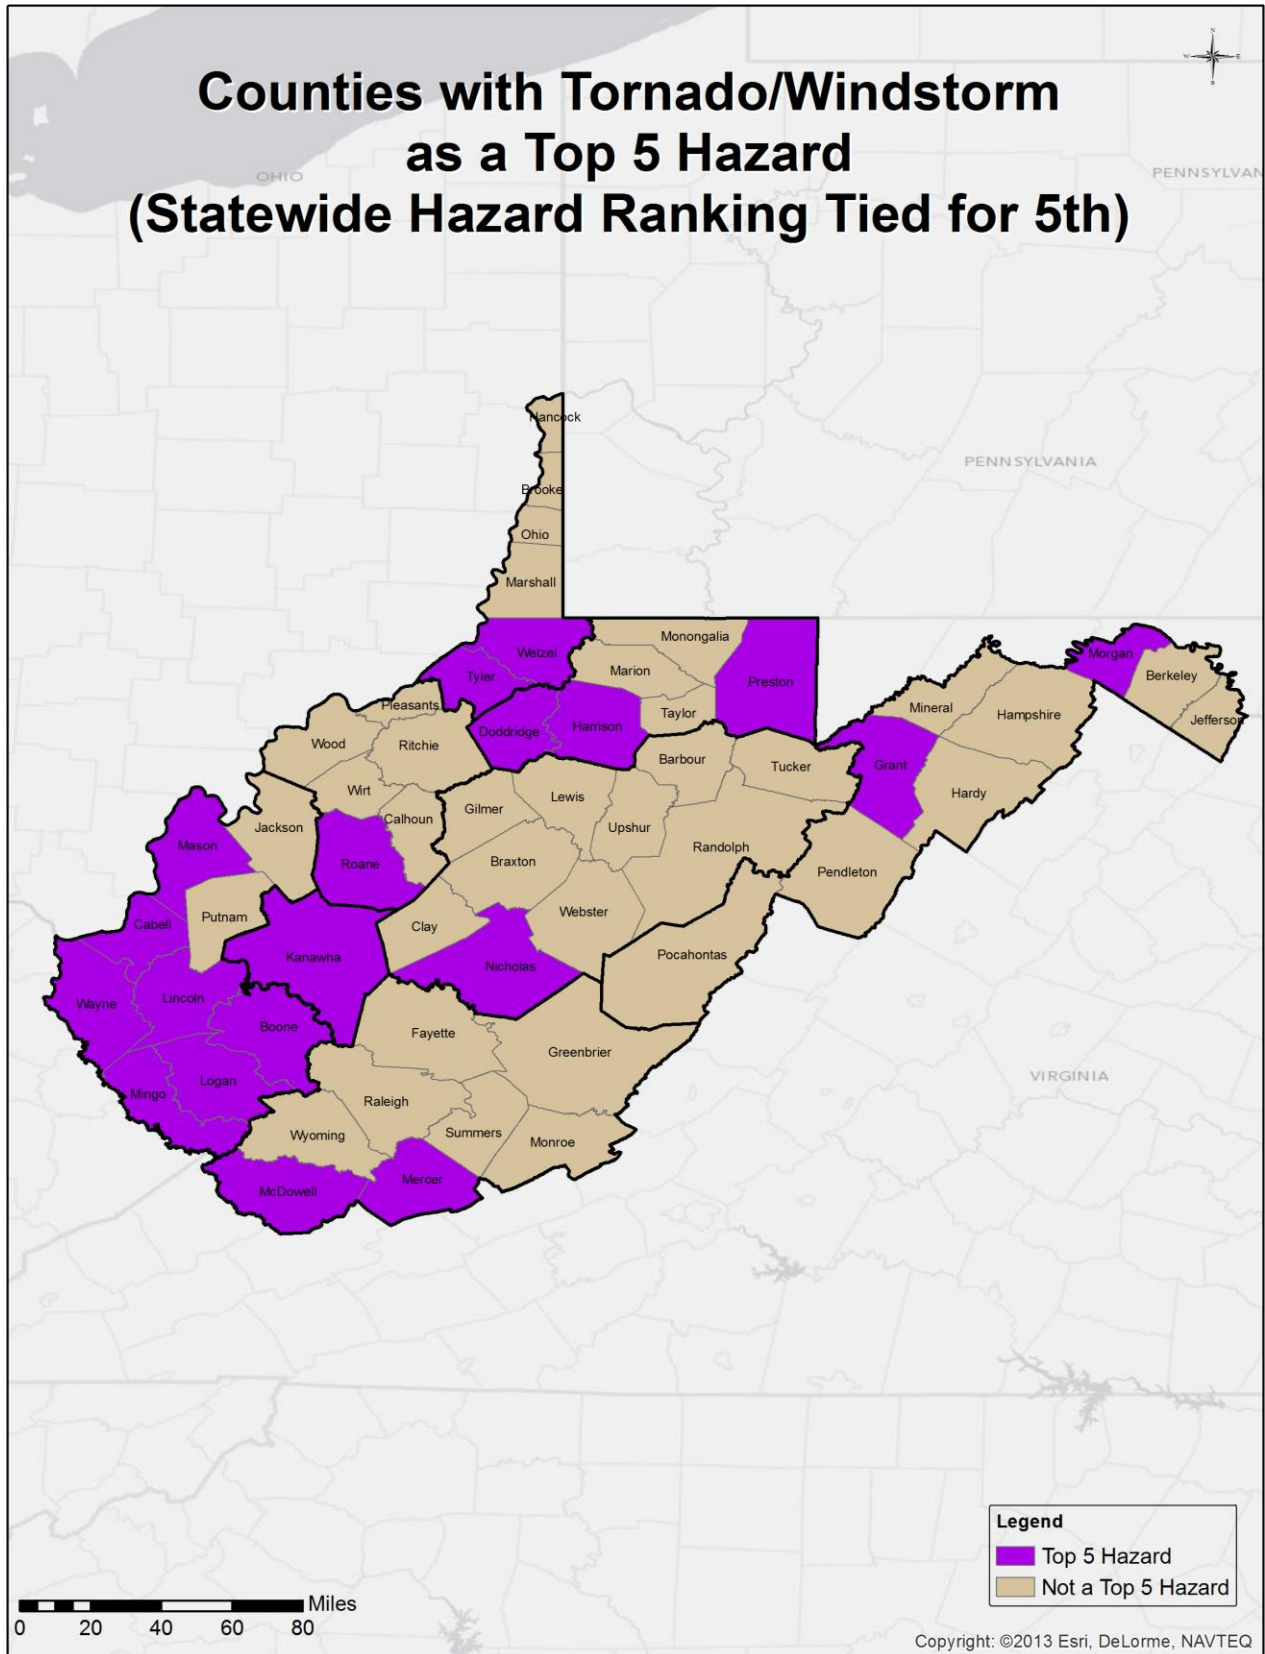 Counties with Tornado/Windstorm
as a Top 5 Hazard
(Statewide Hazard Ranking Tied for 5th)
N
W
E
S
OHIO
PENNSYLVAN
Hancock
PENNSYLVANIA
Brooke
Ohio
Marshall
Monongalia
Wetzel
Morgan
Marion
Tyler
Preston
Berkeley
Pleasants
Mineral
Taylor
Hampshire
Jefferson
Harrison
Doddridge
Wood
Ritchie
Barbour
Grant
Tucker
Wirt
Hardy
Lewis
Gilmer
Calhoun
Jackson
Upshur
Mason
Randolph
Roane
Braxton
Pendleton
Webster
Putnam
Cabell
Clay
Pocahontas
Kanawha
Nicholas
Lincoln
Wayne
Boone
Fayette
Greenbrier
VIRGINIA
Logan
Mingo
Raleigh
Summers
Wyoming
Monroe
Mercer
McDowell
Legend
Top 5 Hazard
Not a Top 5 Hazard
Miles
0 20 40 60 80
Copyright: ©2013 Esri, DeLorme, NAVTEQ